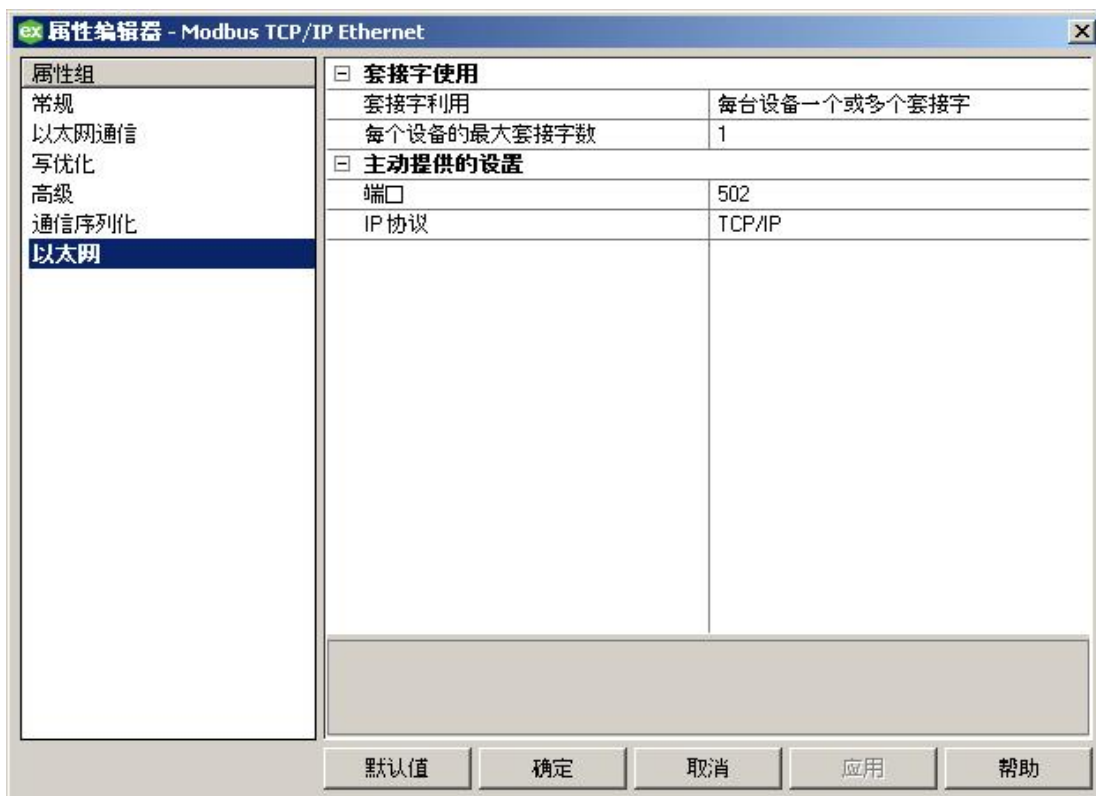 ex 属性编辑器 - Modbus TCP/IP Ethernet
属性组
常规
以太网通信
写优化
高级
通信序列化
以太网
套接字使用
套接字利用 每台设备一个或多个套接字
每个设备的最大套接字数 1
主动提供的设置
端口 502
IP 协议 TCP/IP
默认值 确定 取消 应用 帮助